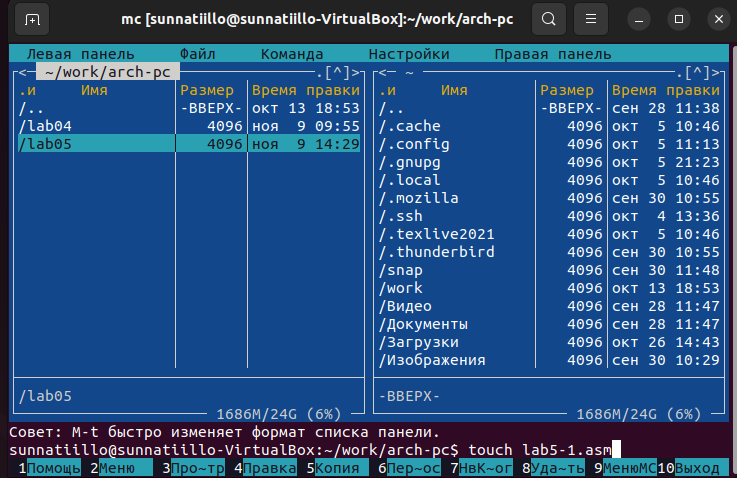 mc [sunnatiillo@sunnatiillo-VirtualBox]:~/work/arch-pc
Левая панель Файл Команда Настройки Правая панель
<─ ~/work/arch-pc .[^]> <─ ~ .[^]>
.и Имя Размер Время правки .и Имя Размер Время правки
/.. -ВВЕРХ- окт 13 18:53 /.. -ВВЕРХ- сен 28 11:38
/lab04 4096 ноя 9 09:55 /.cache 4096 окт 5 10:46
/lab05 4096 ноя 9 14:29 /.config 4096 окт 5 11:13
/.gnupg 4096 окт 5 21:23
/.local 4096 окт 5 10:46
/.mozilla 4096 сен 30 10:55
/.ssh 4096 окт 4 13:36
/.texlive2021 4096 окт 5 10:46
/.thunderbird 4096 сен 30 10:55
/snap 4096 сен 30 11:48
/work 4096 окт 13 18:53
/Видео 4096 сен 28 11:47
/Документы 4096 сен 28 11:47
/Загрузки 4096 окт 26 14:43
/Изображения 4096 сен 30 10:29
/lab05 -ВВЕРХ-
1686M/24G (6%) 1686M/24G (6%)
Совет: M-t быстро изменяет формат списка панели.
sunnatiillo@sunnatiillo-VirtualBox:~/work/arch-pc$ touch lab5-1.asm
1Помощь 2Меню 3Про~тр 4Правка 5Копия 6Пер~ос 7НвК~ог 8Уда~ть 9МенюМС 10Выход